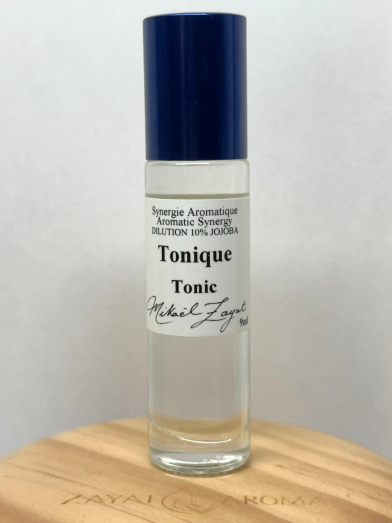 Synergie Aromatique
Aromatic Synergy
DILUTION 10% JOJOBA
Tonique
Tonic
Mikaël Zayat
9ml
ZAYAT AROMA